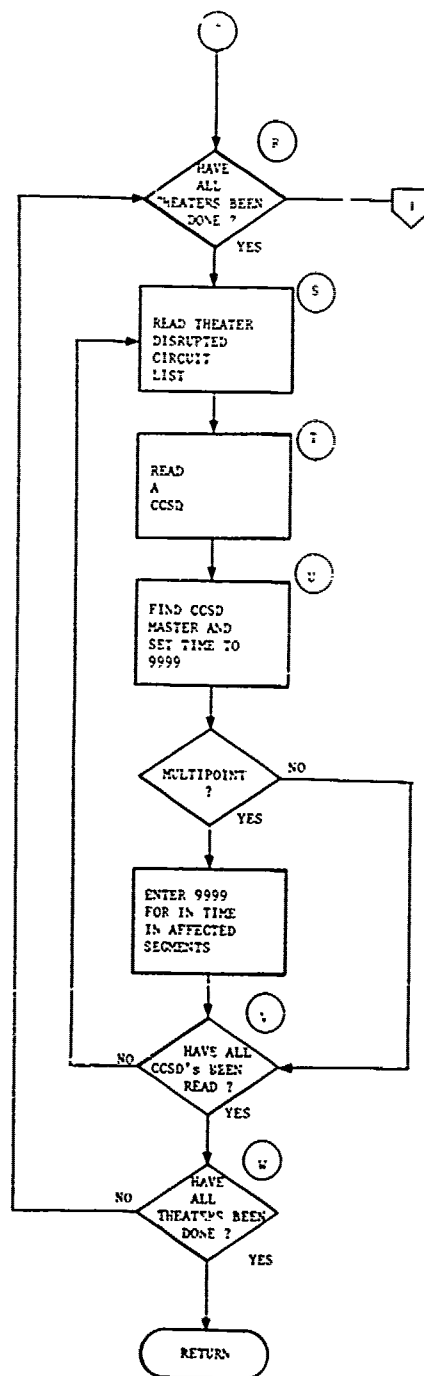 HAVE
ALL
THEATERS BEEN
DONE ?
YES
S
READ THEATER
DISRUPTED
CIRCUIT
LIST
T
READ
A
CCSD
U
FIND CCSD
MASTER AND
SET TIME TO
9999
MULTIPOINT
?
NO
YES
ENTER 9999
FOR IN TIME
IN AFFECTED
SEGMENTS
V
HAVE ALL
CCSD's BEEN
READ ?
NO
YES
W
HAVE
ALL
THEATERS BEEN
DONE ?
NO
YES
RETURN